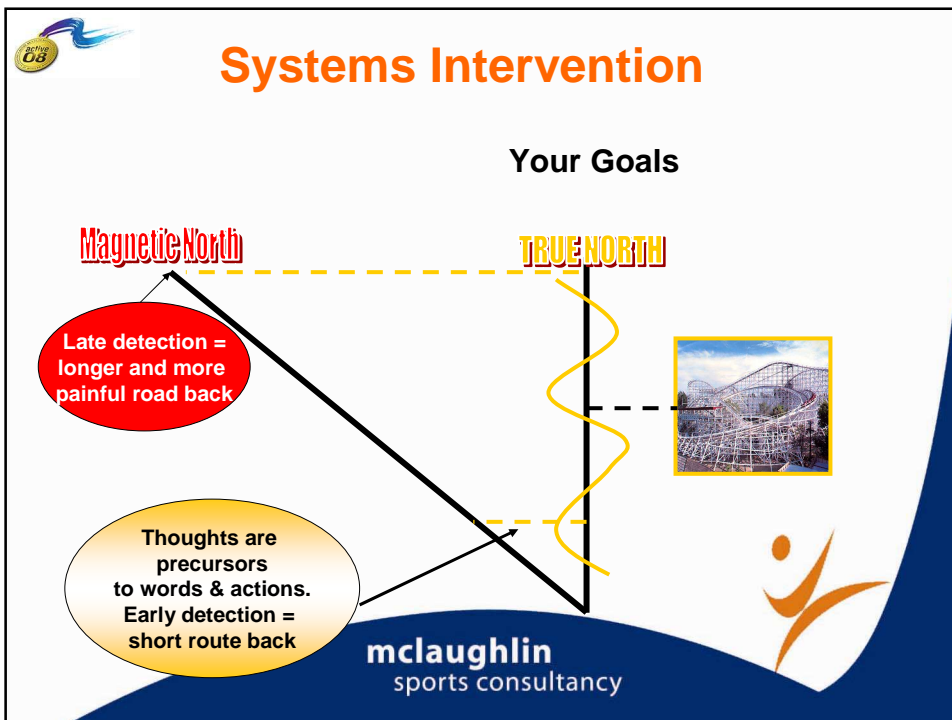 active
08
Systems Intervention
Your Goals
Magnetic North
TRUE NORTH
Late detection =
longer and more
painful road back
Thoughts are
precursors
to words & actions.
Early detection =
short route back
mclaughlin
sports consultancy